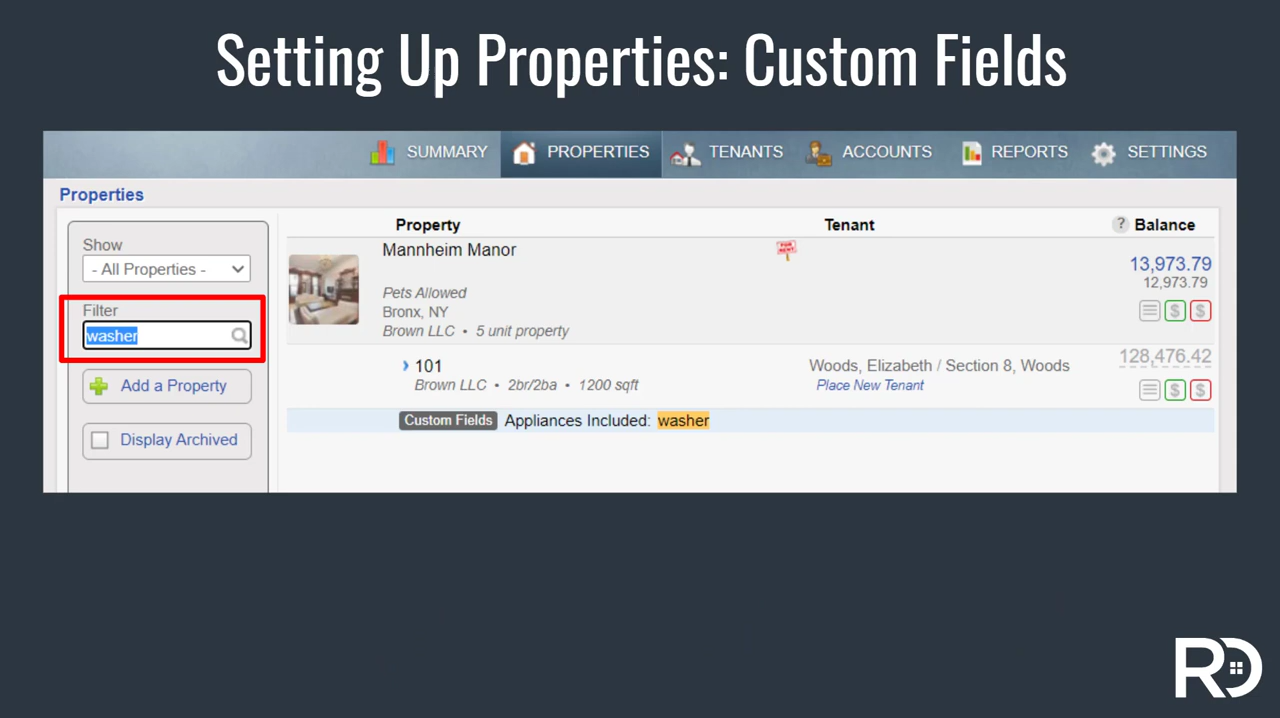 Setting Up Properties: Custom Fields
SUMMARY PROPERTIES TENANTS ACCOUNTS REPORTS SETTINGS
Properties
Show
- All Properties -
Filter
washer
Add a Property
Display Archived
Property Tenant ? Balance
Mannheim Manor
FOR RENT
13,973.79
12,973.79
Pets Allowed
Bronx, NY
Brown LLC • 5 unit property
$ $
101
Woods, Elizabeth / Section 8, Woods
128,476.42
Brown LLC • 2br/2ba • 1200 sqft
Place New Tenant
$ $
Custom Fields Appliances Included: washer
RD